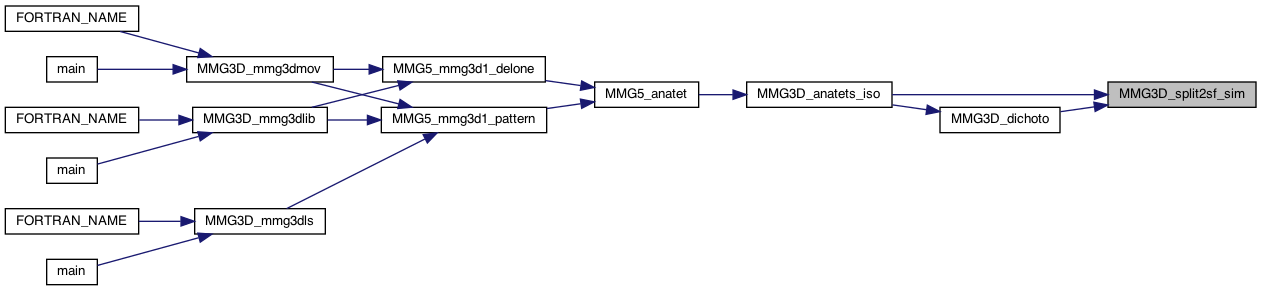 FORTRAN_NAME
main
MMG3D_mmg3dmov
MMG5_mmg3d1_delone
MMG5_anatet
MMG3D_anatets_iso
MMG3D_split2sf_sim
FORTRAN_NAME
MMG3D_mmg3dlib
MMG5_mmg3d1_pattern
MMG3D_dichoto
main
FORTRAN_NAME
MMG3D_mmg3dls
main